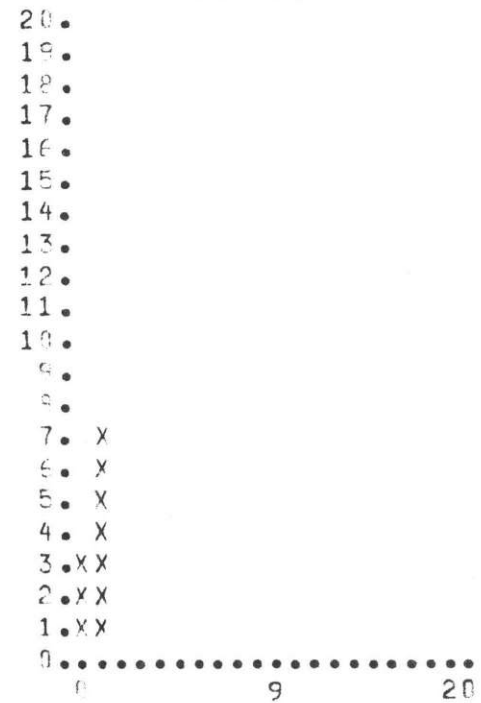 20.
19.
18.
17.
16.
15.
14.
13.
12.
11.
10.
9.
8.
7. X
6. X
5. X
4. X
3.XX
2.XX
1.XX
0......................
0 9 20